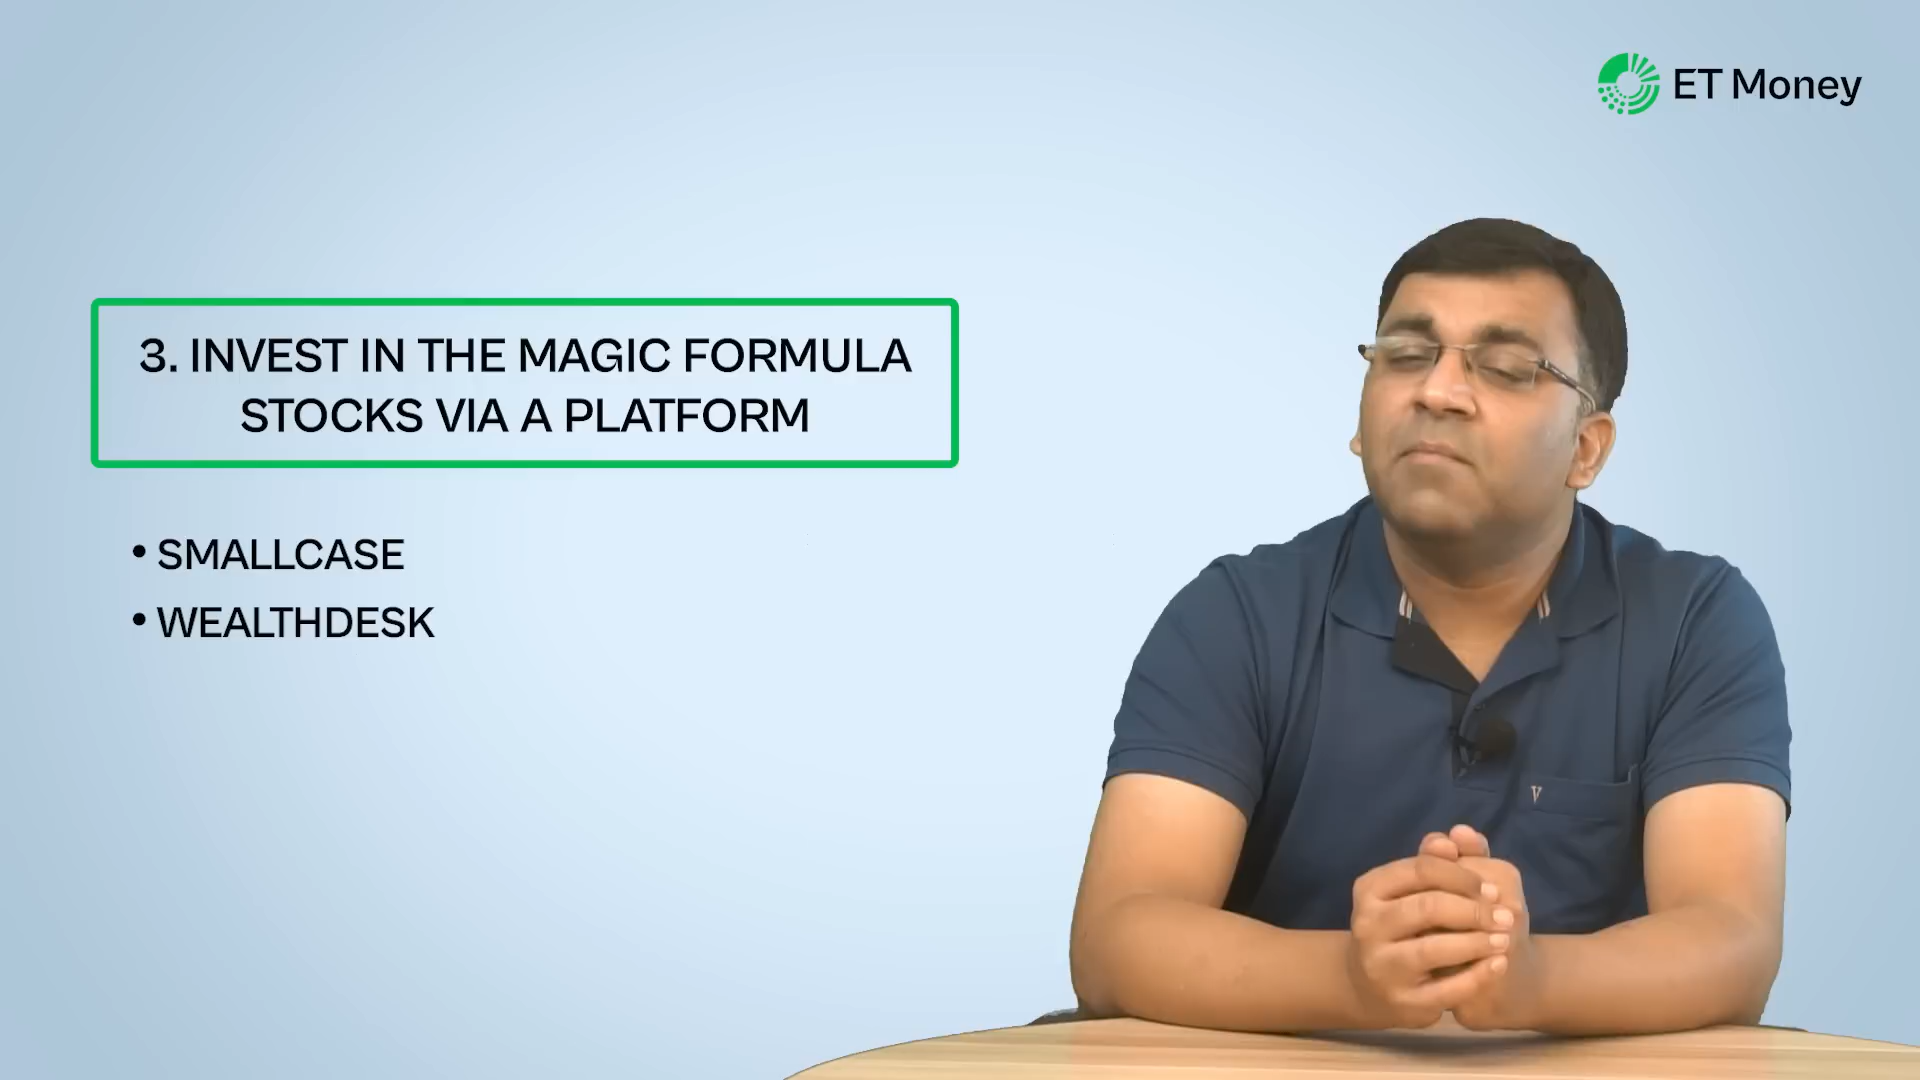 ET Money
3. INVEST IN THE MAGIC FORMULA
STOCKS VIA A PLATFORM
• SMALLCASE
• WEALTHDESK
V